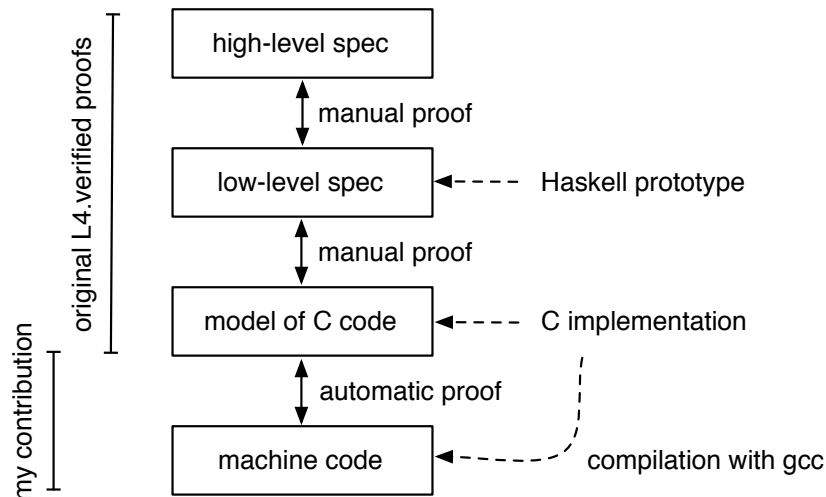 high-level spec
manual proof
low-level spec
Haskell prototype
manual proof
model of C code
C implementation
automatic proof
machine code
compilation with gcc
original L4.verified proofs
my contribution